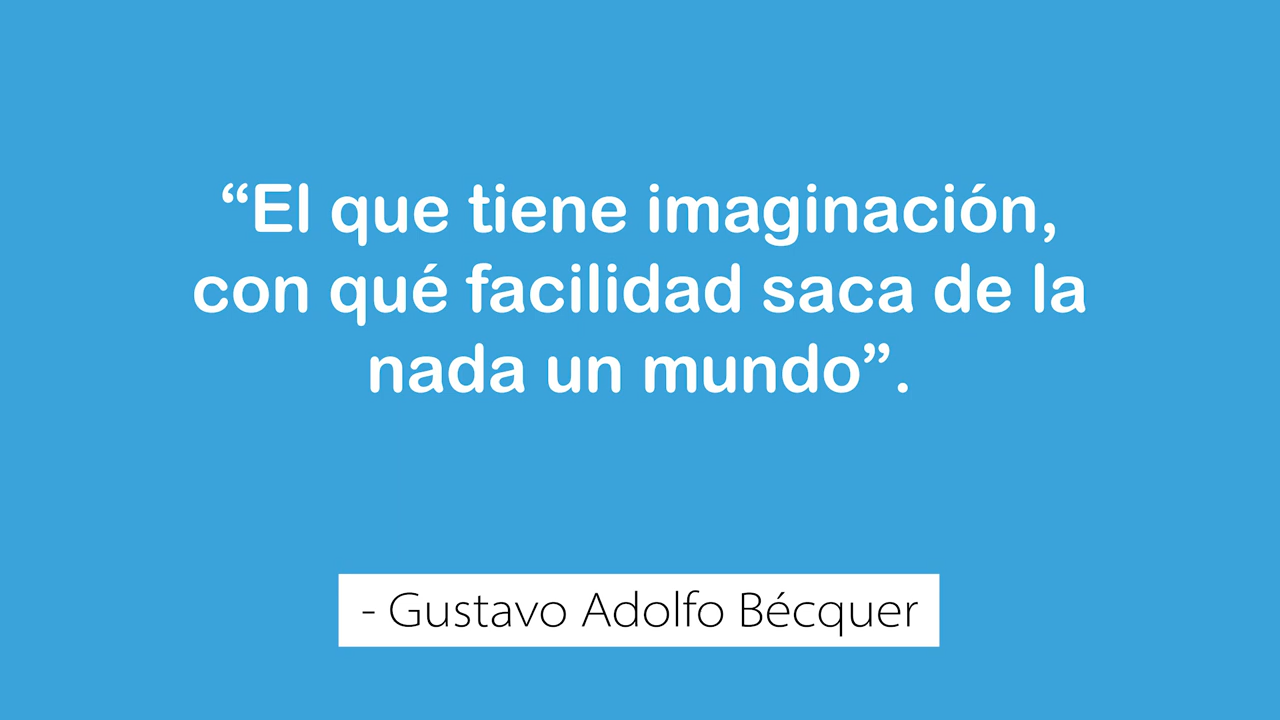 “El que tiene imaginación,
con qué facilidad saca de la
nada un mundo”.
- Gustavo Adolfo Bécquer